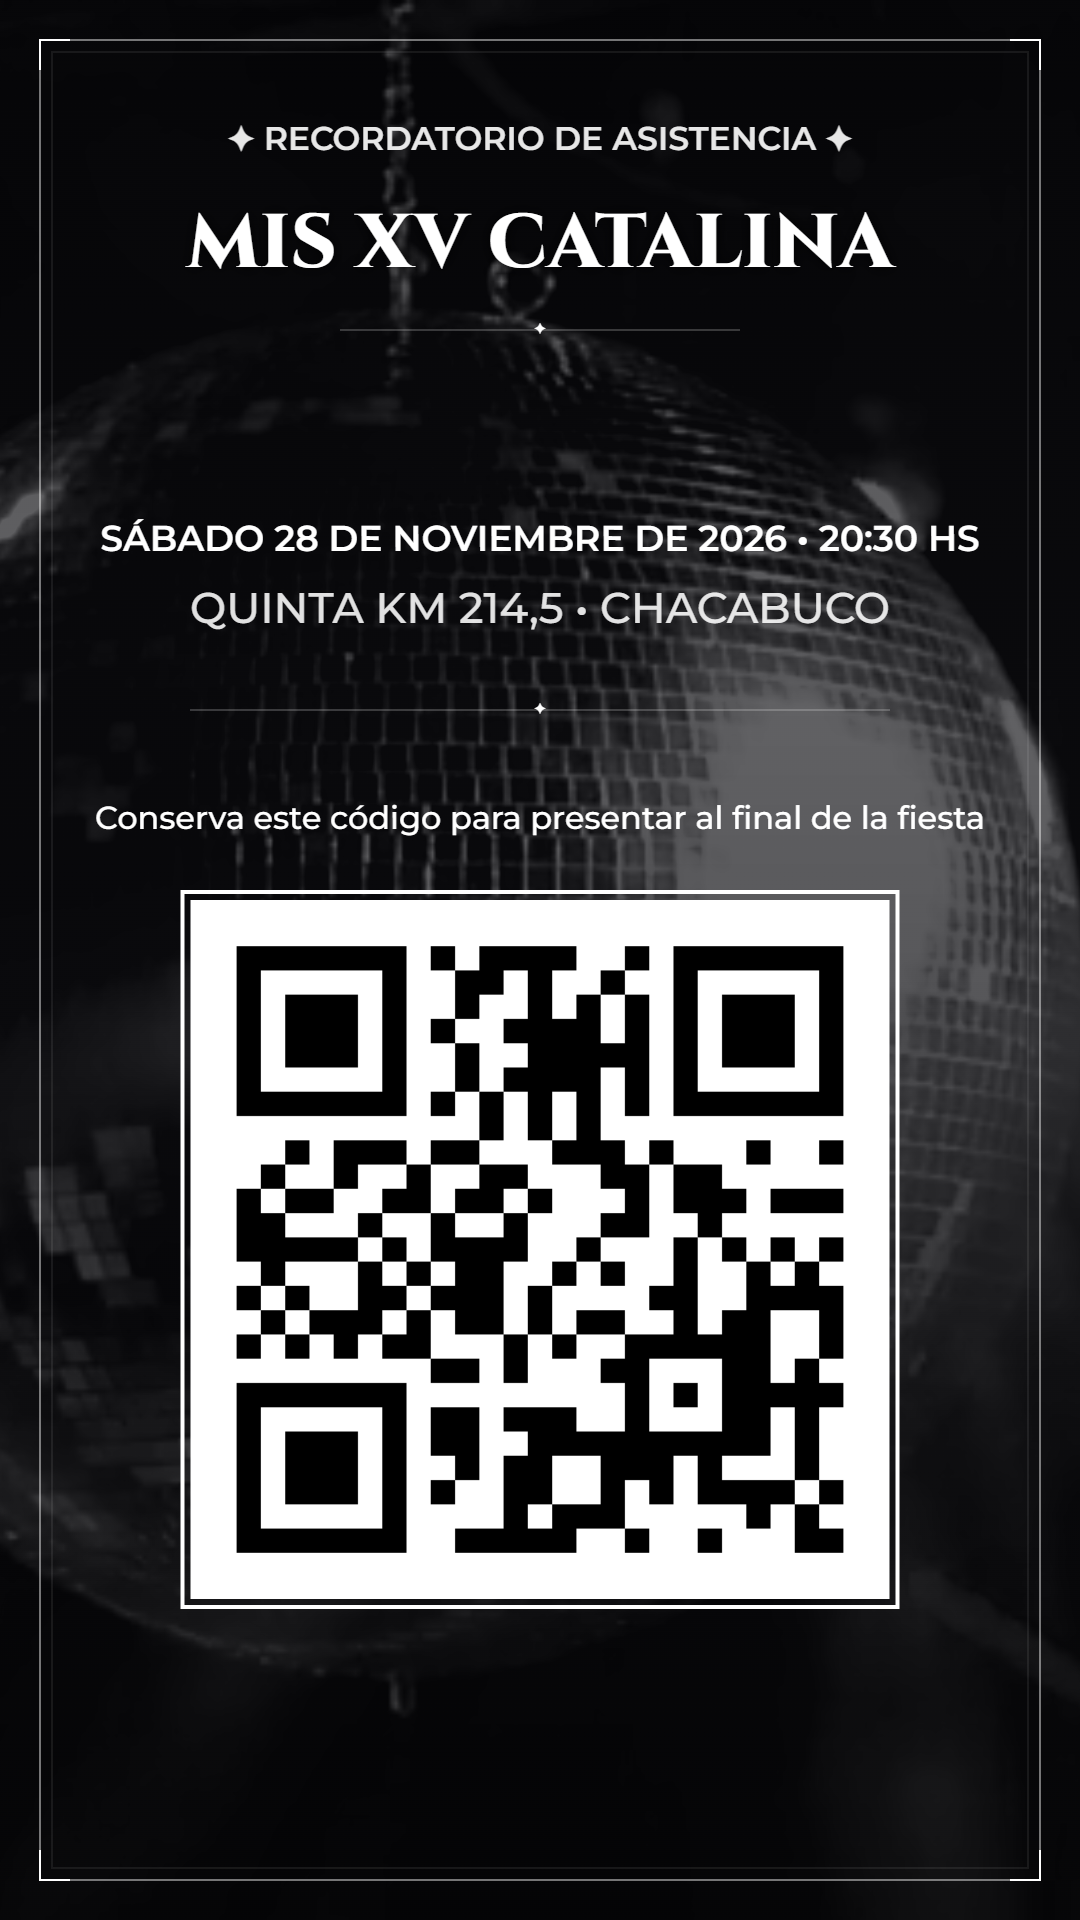 ✦ RECORDATORIO DE ASISTENCIA ✦
MIS XV CATALINA
SÁBADO 28 DE NOVIEMBRE DE 2026 • 20:30 HS
QUINTA KM 214,5 • CHACABUCO
Conserva este código para presentar al final de la fiesta